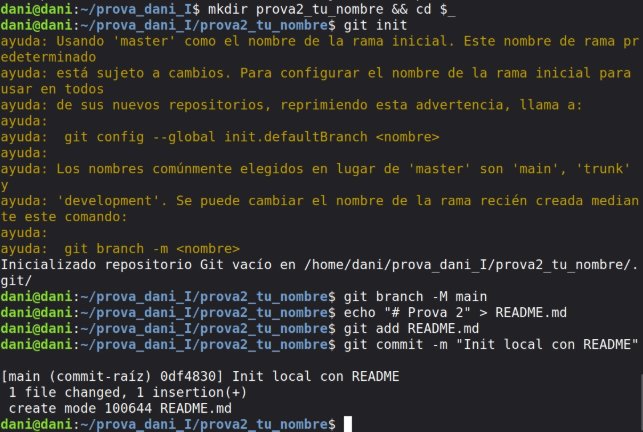 dani@dani:~/prova_dani_I$ mkdir prova2_tu_nombre && cd $_
dani@dani:~/prova_dani_I/prova2_tu_nombre$ git init
ayuda: Usando 'master' como el nombre de la rama inicial. Este nombre de rama pr
edeterminado
ayuda: está sujeto a cambios. Para configurar el nombre de la rama inicial para
usar en todos
ayuda: de sus nuevos repositorios, reprimiendo esta advertencia, llama a:
ayuda:
ayuda:  git config --global init.defaultBranch <nombre>
ayuda:
ayuda: Los nombres comúnmente elegidos en lugar de 'master' son 'main', 'trunk'
y
ayuda: 'development'. Se puede cambiar el nombre de la rama recién creada median
te este comando:
ayuda:
ayuda:  git branch -m <nombre>
Inicializado repositorio Git vacío en /home/dani/prova_dani_I/prova2_tu_nombre/.
git/
dani@dani:~/prova_dani_I/prova2_tu_nombre$ git branch -M main
dani@dani:~/prova_dani_I/prova2_tu_nombre$ echo "# Prova 2" > README.md
dani@dani:~/prova_dani_I/prova2_tu_nombre$ git add README.md
dani@dani:~/prova_dani_I/prova2_tu_nombre$ git commit -m "Init local con README"
[main (commit-raíz) 0df4830] Init local con README
 1 file changed, 1 insertion(+)
 create mode 100644 README.md
dani@dani:~/prova_dani_I/prova2_tu_nombre$